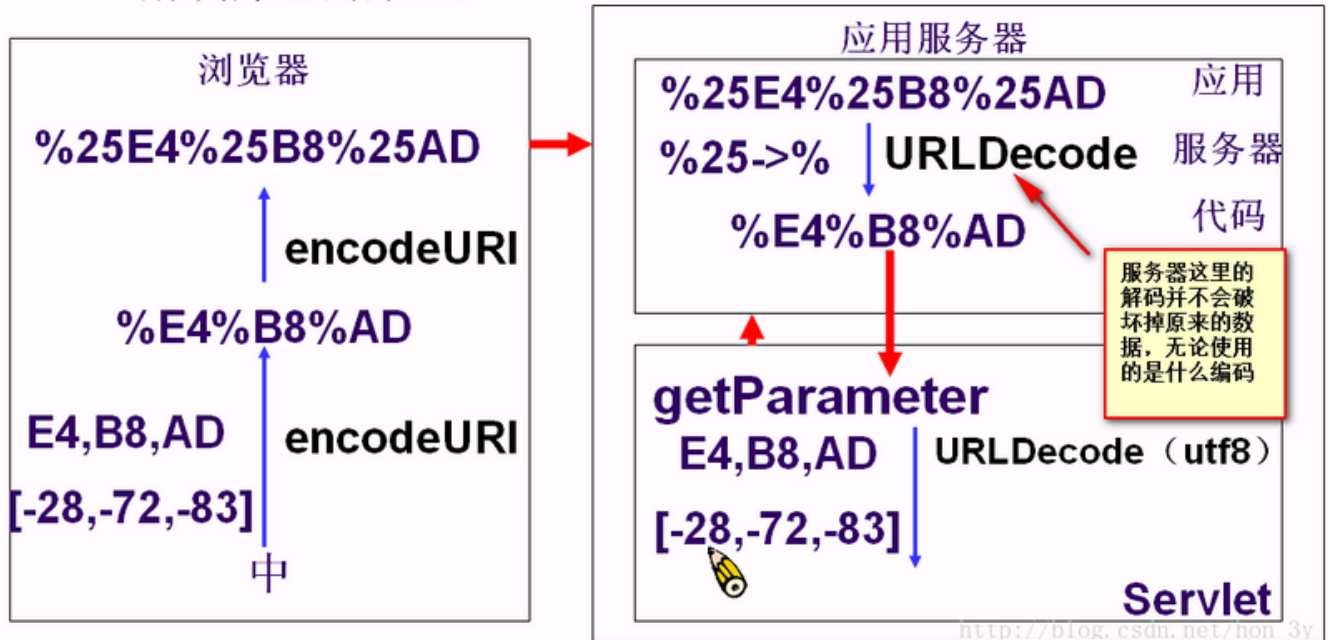 浏览器
%25E4%25B8%25AD
encodeURI
%E4%B8%AD
E4,B8,AD
encodeURI
[-28,-72,-83]
中
应用服务器
%25E4%25B8%25AD
应用
%25->%
URLDecode
服务器
%E4%B8%AD
代码
服务器这里的
解码并不会破
坏掉原来的数
据，无论使用
的是什么编码
getParameter
E4,B8,AD
URLDecode（utf8）
[-28,-72,-83]
Servlet
http://blog.csdn.net/hon_3y